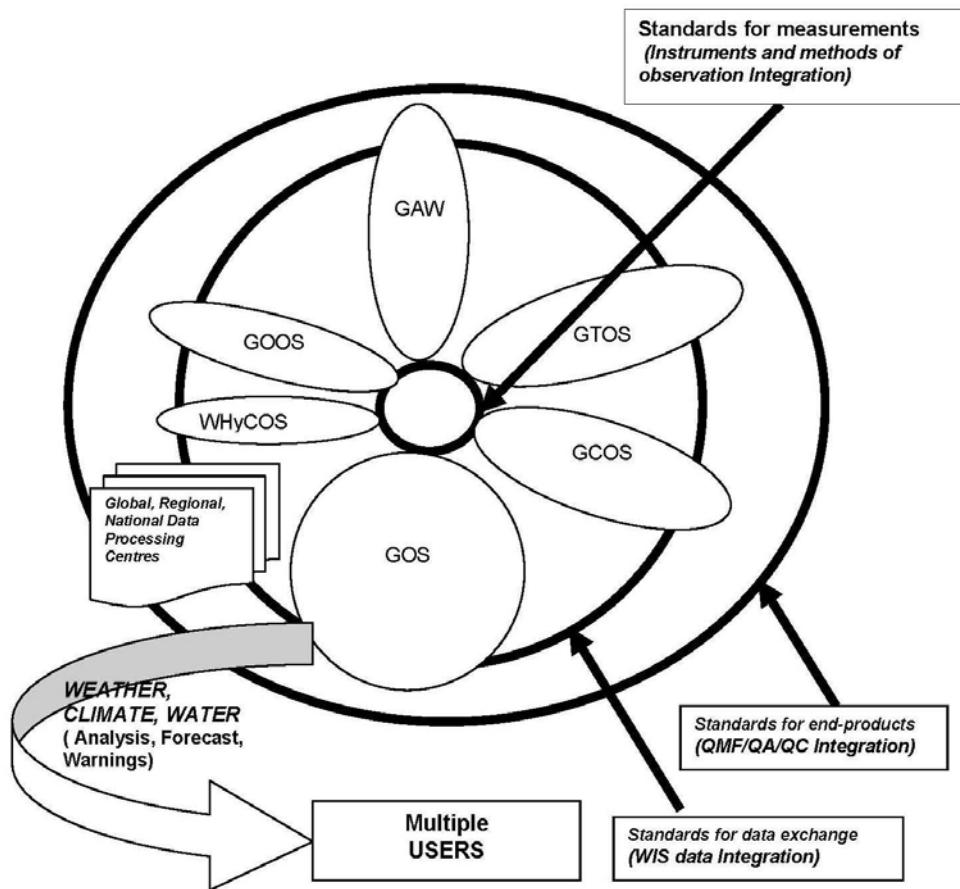 Standards for measurements
(Instruments and methods of
observation Integration)
GAW
GOOS
GTOS
WHyCOS
GCOS
Global, Regional,
National Data
Processing
Centres
GOS
WEATHER,
CLIMATE, WATER
( Analysis, Forecast,
Warnings)
Standards for end-products
(QMF/QA/QC Integration)
Multiple
USERS
Standards for data exchange
(WIS data Integration)